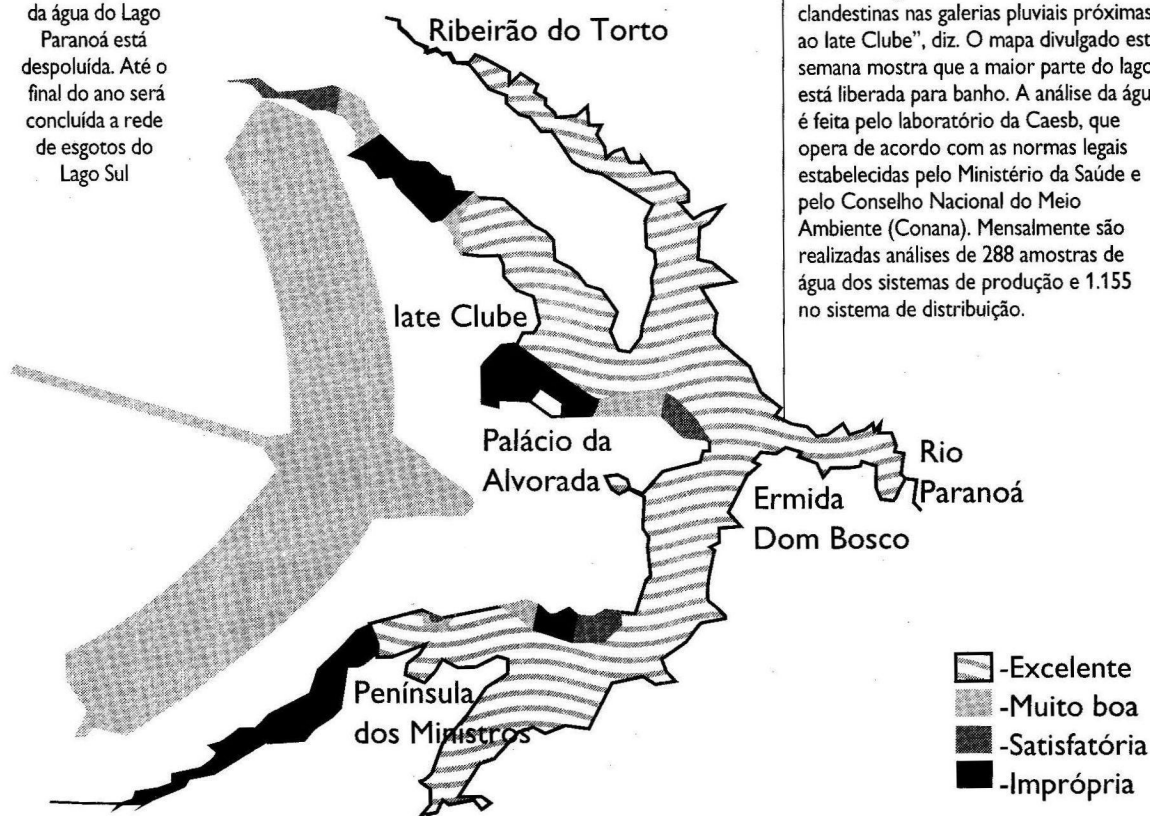 da água do Lago
Paranoá está
despoluída. Até o
final do ano será
concluída a rede
de esgotos do
Lago Sul
Ribeirão do Torto
clandestinas nas galerias pluviais próximas
ao Iate Clube”, diz. O mapa divulgado est
semana mostra que a maior parte do lago
está liberada para banho. A análise da águ
é feita pelo laboratório da Caesb, que
opera de acordo com as normas legais
estabelecidas pelo Ministério da Saúde e
pelo Conselho Nacional do Meio
Ambiente (Conana). Mensalmente são
realizadas análises de 288 amostras de
água dos sistemas de produção e 1.155
no sistema de distribuição.
Iate Clube
Palácio da
Alvorada
Rio
Paranoá
Ermida
Dom Bosco
Península
dos Ministros
-Excelente
-Muito boa
-Satisfatória
-Imprópria